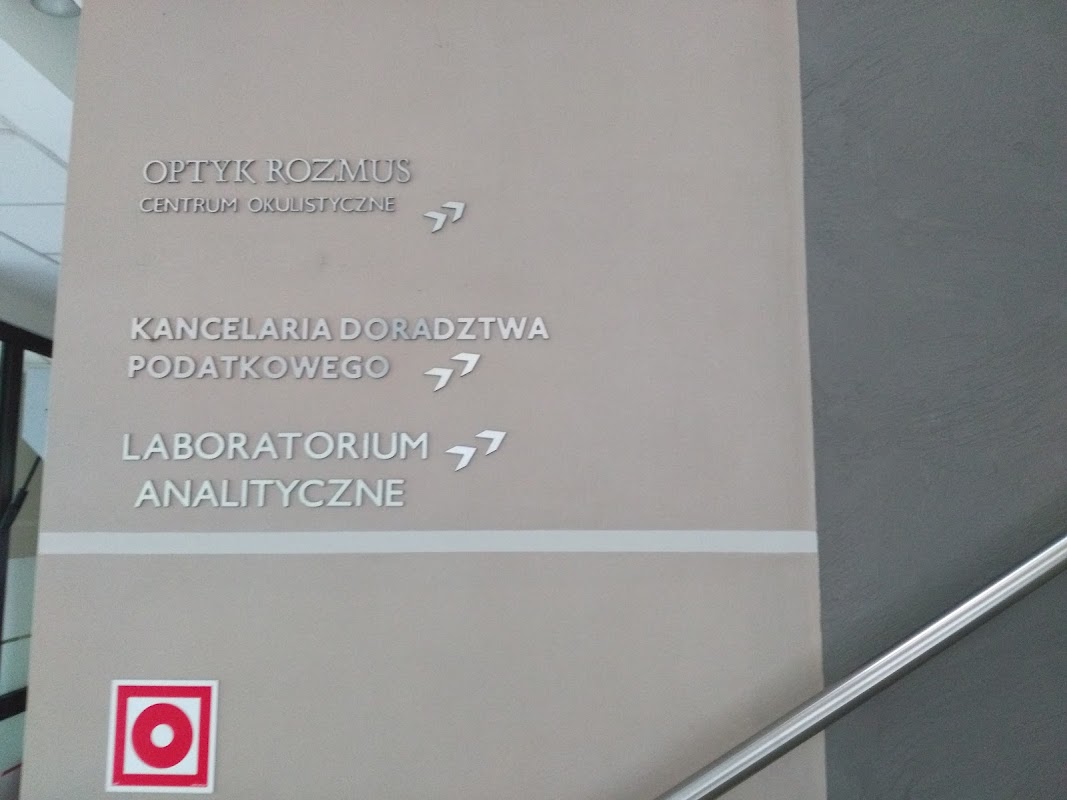 OPTYK ROZMUS
CENTRUM OKULISTYCZNE
KANCELARIA DORADZTWA
PODATKOWEGO
LABORATORIUM
ANALITYCZNE